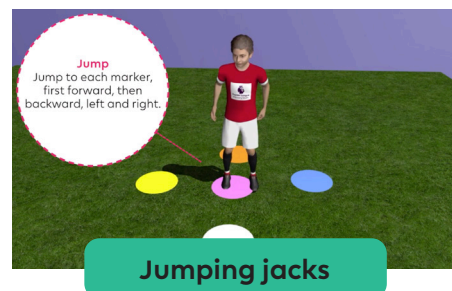 Jump
Jump to each marker,
first forward, then
backward, left and right.
Jumping jacks